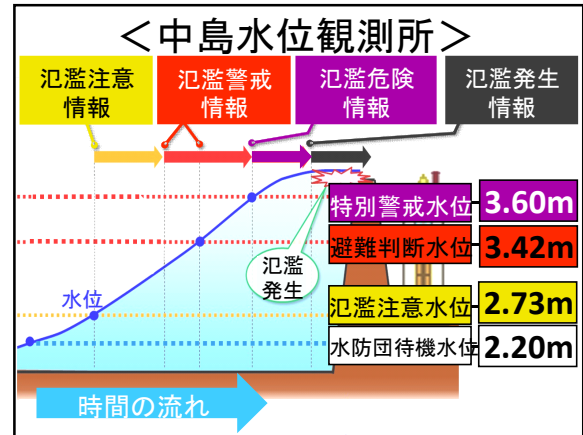 ＜中島水位観測所＞
氾濫注意
情報
氾濫警戒
情報
氾濫危険
情報
氾濫発生
情報
特別警戒水位 3.60m
避難判断水位 3.42m
氾濫
発生
水位
氾濫注意水位 2.73m
水防団待機水位 2.20m
時間の流れ